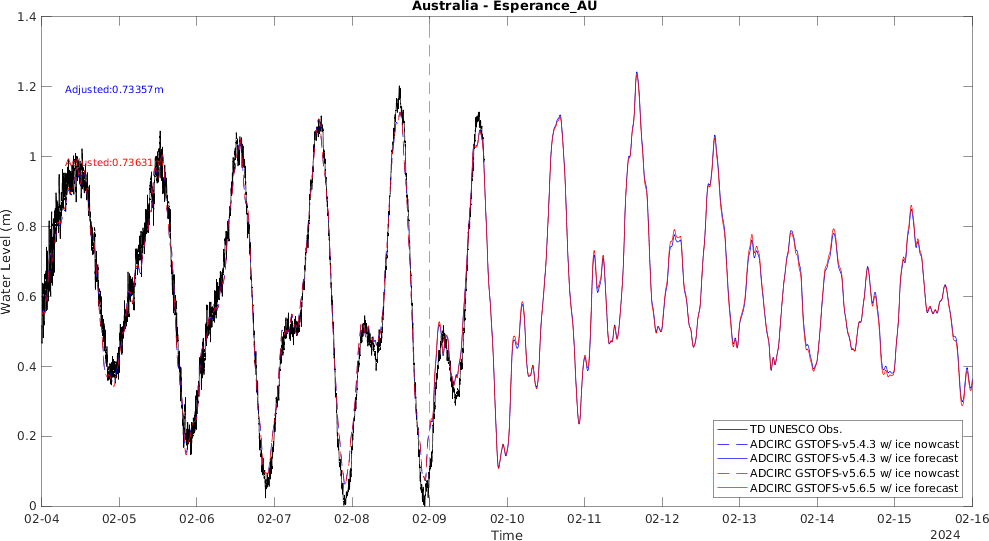 Australia - Esperance_AU
1.4
1.2
1
0.8
0.6
0.4
0.2
0
Water Level (m)
Adjusted:0.73357m
Adjusted:0.73631
TD UNESCO Obs.
ADCIRC GSTOFS-v5.4.3 w/ ice nowcast
ADCIRC GSTOFS-v5.4.3 w/ ice forecast
ADCIRC GSTOFS-v5.6.5 w/ ice nowcast
ADCIRC GSTOFS-v5.6.5 w/ ice forecast
02-04 02-05 02-06 02-07 02-08 02-09 02-10 02-11 02-12 02-13 02-14 02-15 02-16
Time
2024